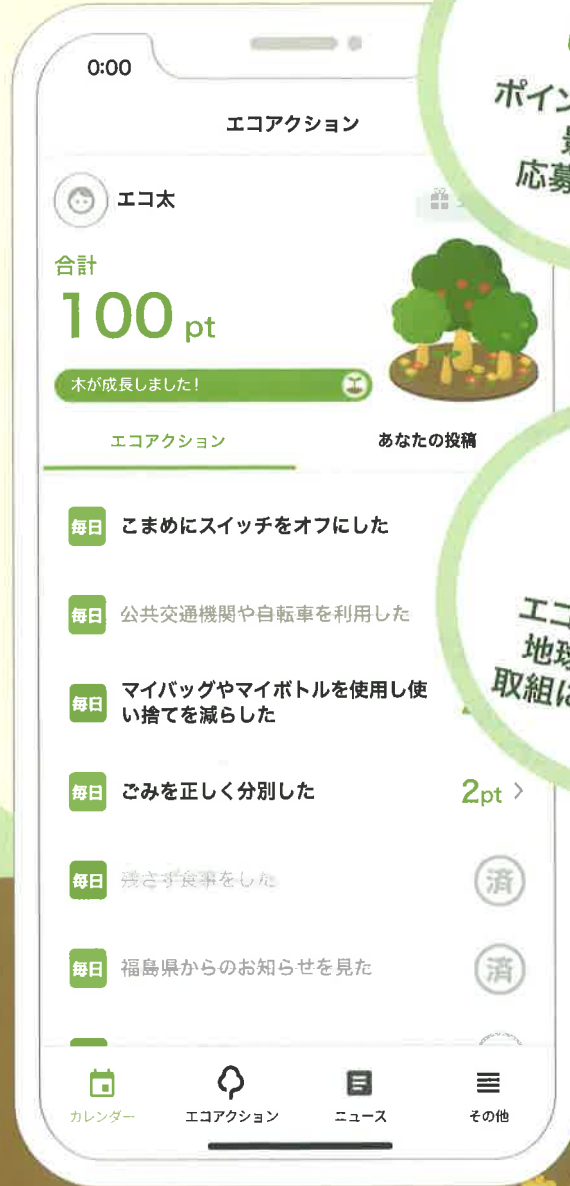 0:00
エコアクション
エコ太
合計
100 pt
木が成長しました!
エコアクション
あなたの投稿
毎日 こまめにスイッチをオフにした
毎日 公共交通機関や自転車を利用した
毎日 マイバッグやマイボトルを使用し使
い捨てを減らした
毎日 ごみを正しく分別した 2pt >
毎日 残さず食事をした 済
毎日 福島県からのお知らせを見た 済
カレンダー
エコアクション
ニュース
その他
ポイン
応募
エコ
地球
取組に